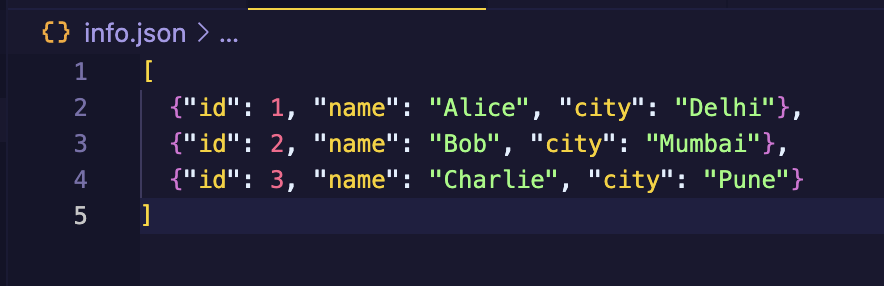 {} info.json > ...
1 [
2 {"id": 1, "name": "Alice", "city": "Delhi"},
3 {"id": 2, "name": "Bob", "city": "Mumbai"},
4 {"id": 3, "name": "Charlie", "city": "Pune"}
5 ]